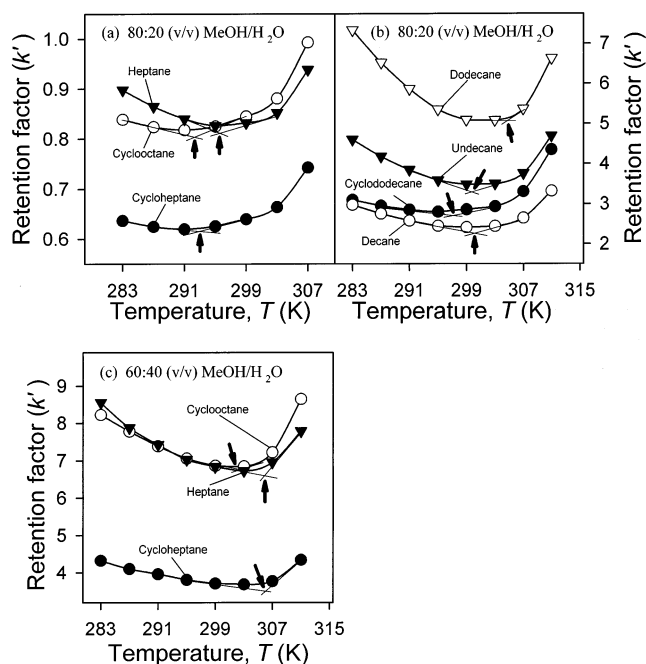 (a) 80:20 (v/v) MeOH/H2O
(b) 80:20 (v/v) MeOH/H2O
Retention factor (k′)
1.0
0.9
0.8
0.7
0.6
Heptane
Cyclooctane
Cycloheptane
283 291 299 307
Temperature, T (K)
Dodecane
Undecane
Cyclododecane
Decane
7
6
5
4
3
2
Retention factor (k′)
283 291 299 307 315
Temperature, T (K)
(c) 60:40 (v/v) MeOH/H2O
Retention factor (k′)
9
8
7
6
5
4
Cyclooctane
Heptane
Cycloheptane
283 291 299 307 315
Temperature, T (K)